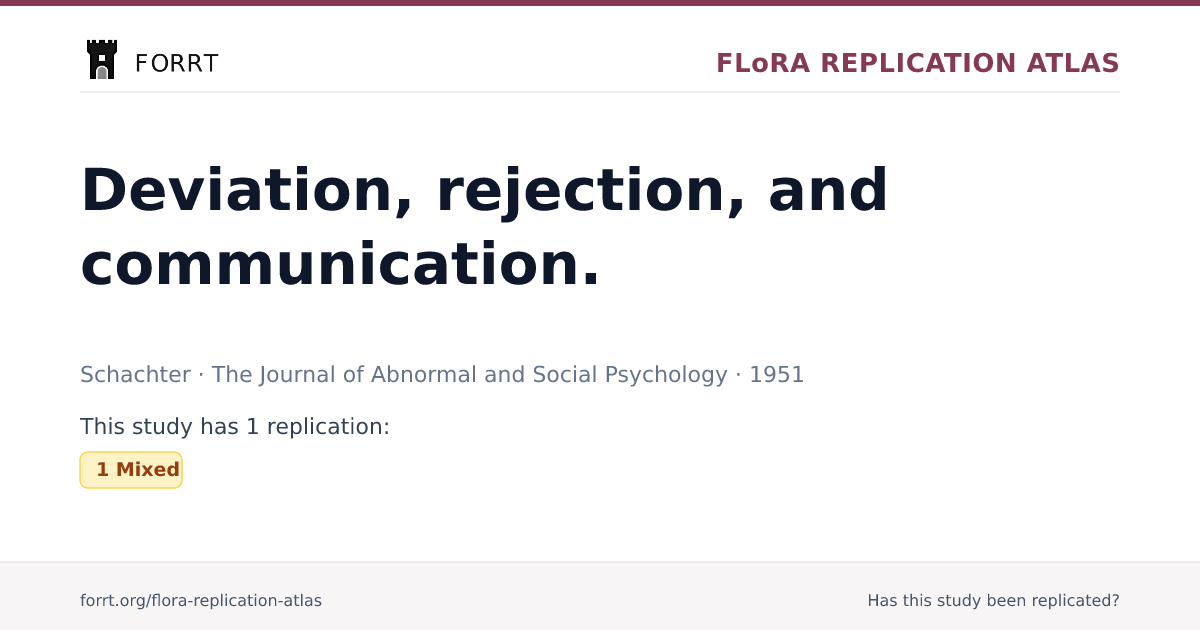 FORRT
FLoRA REPLICATION ATLAS
Deviation, rejection, and
communication.
Schachter · The Journal of Abnormal and Social Psychology · 1951
This study has 1 replication:
1 Mixed
forrt.org/flora-replication-atlas
Has this study been replicated?